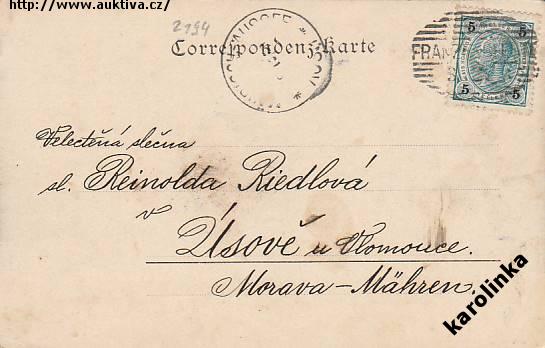 http://www.auktiva.cz/
2194
Correspondenz-Karte
5 5
FRANZ
5 5
Velectěná slečna
sl. Reinolda Riedlová
v
Úsově u Olomouce.
Morava-Mähren.
karolinka